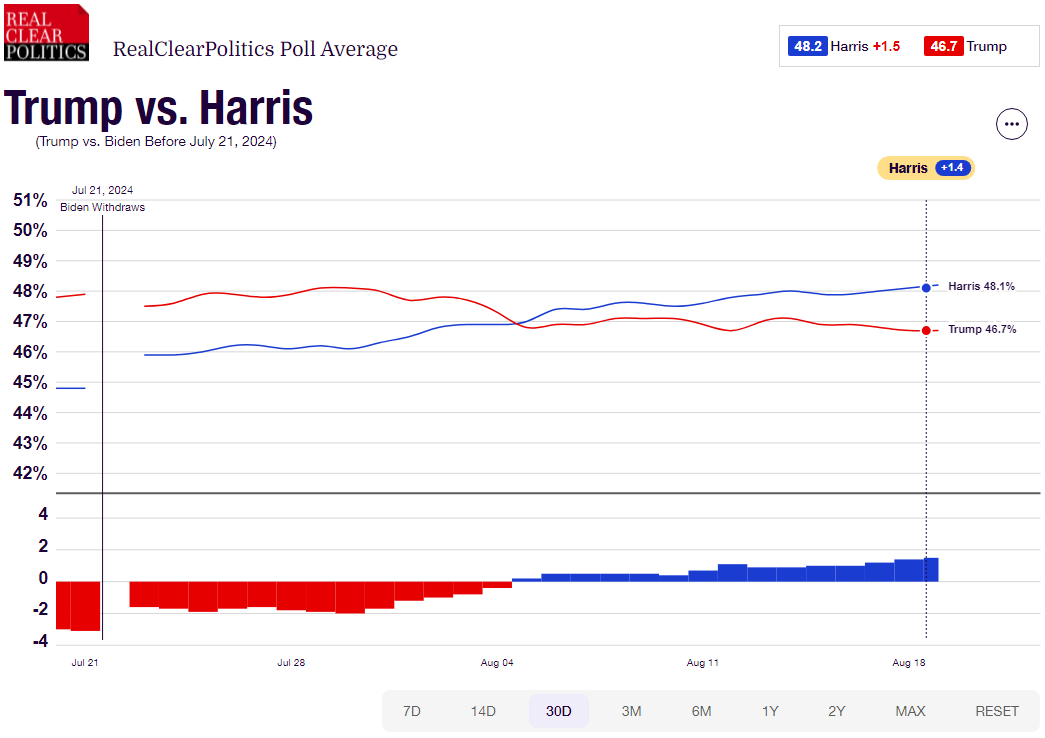 REAL
CLEAR
POLITICS
RealClearPolitics Poll Average
48.2 Harris +1.5 46.7 Trump
Trump vs. Harris
(Trump vs. Biden Before July 21, 2024)
Harris +1.4
Jul 21, 2024
Biden Withdraws
51%
50%
49%
48%
Harris 48.1%
47%
Trump 46.7%
46%
45%
44%
43%
42%
4
2
0
-2
-4
Jul 21 Jul 28 Aug 04 Aug 11 Aug 18
7D 14D 30D 3M 6M 1Y 2Y MAX RESET